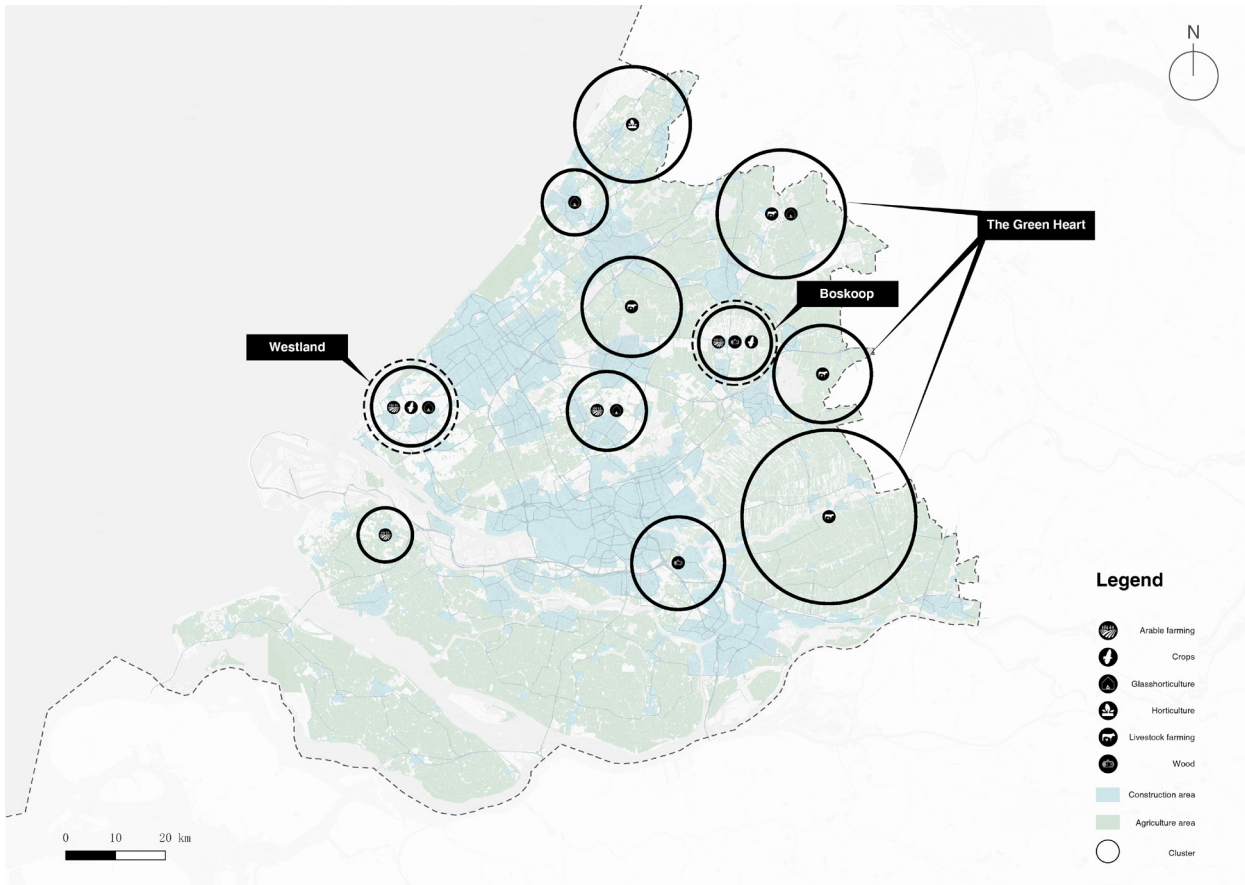 N
The Green Heart
Boskoop
Westland
Legend
Arable farming
Crops
Glasshorticulture
Horticulture
Livestock farming
Wood
Construction area
Agriculture area
Cluster
0 10 20 km